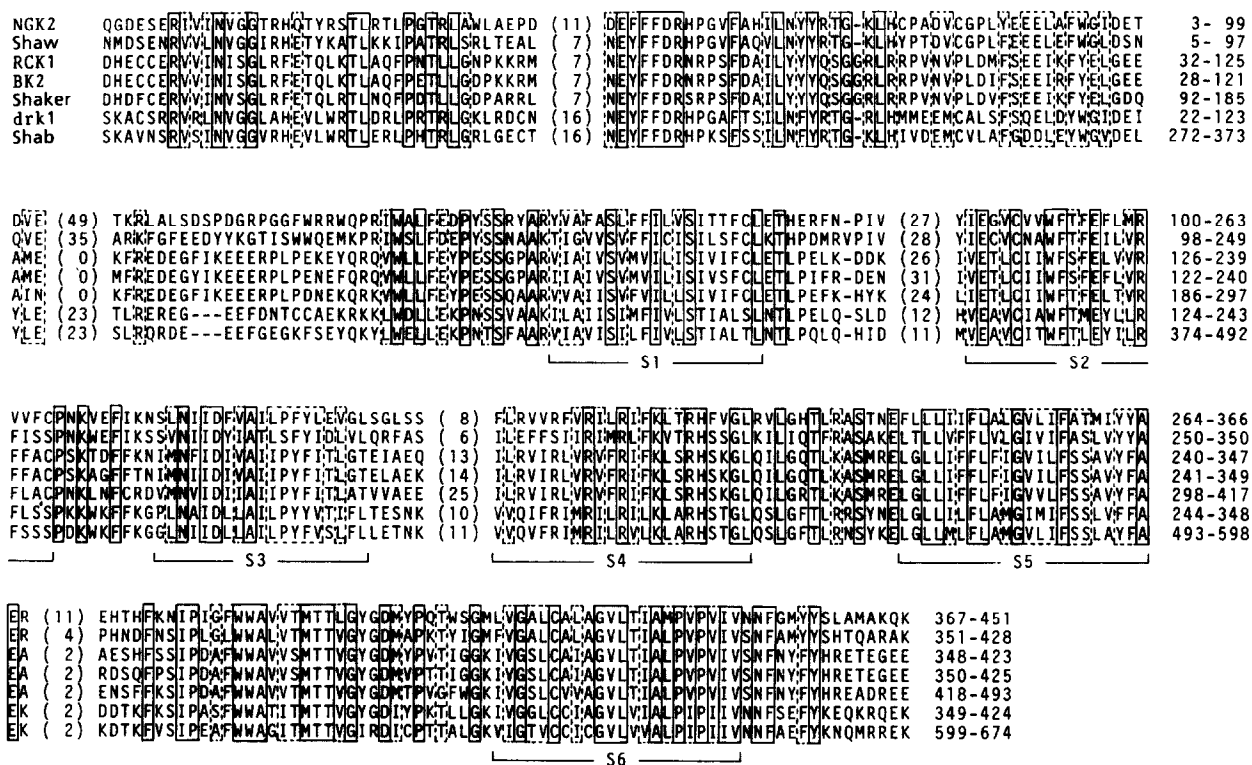 NGK2 QGDESERIVINVGGTRHQTYRSTLRTLPGTRLAWLAEPD (11) DEFFFDRHPGVFAHILNYYRTG-KLHCPADVCGPLYEEELAFWGIDET 3- 99
Shaw NMDSENRVVLNVGGIRHETYKATLKKIPATRLSRLTEAL ( 7) NEYFFDRHPGVFAQVLNYYRTG-KLHYPTDVCGPLFEEELEFWGLDSN 5- 97
RCK1 DHECCERVVINISGLRFETQLKTLAQFPNTLLGNPKKRM ( 7) NEYFFDRNRPSFDAILYYYQSGGRLRRPVNVPLDMFSEEIKFYELGEE 32-125
BK2 DHECCERVVINISGLRFETQLKTLAQFPETLLGDPKKRM ( 7) NEYFFDRNRPSFDAILYYYQSGGRLRRPVNVPLDIFSEEIRFYELGEE 28-121
Shaker DHDFCERVVINVSGLRFETQLRTLNQFPDTLLGDPARRL ( 7) NEYFFDRSRPSFDAILYYYQSGGRLRRPVNVPLDVFSEEIKFYELGDQ 92-185
drk1 SKACSRRVRLNVGGLAHEVLWRTLDRLPRTRLGKLRDCN (16) NEYFFDRHPGAFTSILNFYRTG-RLHMMEEMCALSFSQELDYWGIDEI 22-123
Shab SKAVNSRVSINVGGVRHEVLWRTLERLPHTRLGRLGECT (16) NEYFFDRHPKSFSSILNFYRTG-KLHIVDEMCVLAFGDDLEYWGVDEL 272-373
DVE (49) TKRLALSDSPDGRPGGFWRRWQPRIWALFEDPYSSRYARYVAFASLFFILVSITTFCLETHERFN-PIV (27) YIEGVCVVWFTFEFLMR 100-263
QVE (35) ARKFGFEEDYYKGTISWWQEMKPRIWSLFDEPYSSNAAKTIGVVSVFFICISILSFCLKTHPDMRVPIV (28) YIECVCNAWFTFEILVR 98-249
AME ( 0) KFREDEGFIKEEERPLPEKEYQRQVWLLFEYPESSGPARVIAIVSVMVILISIVIFCLETLPELK-DDK (26) IVETLCIIWFSFELVVR 126-239
AME ( 0) MFREDEGYIKEEERPLPENEFQRQVWLLFEYPESSGPARIIAIVSVMVILISIVSFCLETLPIFR-DEN (31) IVETLCIIWFSFEFLVR 122-240
AIN ( 0) KFREDEGFIKEEERPLPDNEKQRKVWLLFEYPESSQAARVVAIISVFVILLSIVIFCLETLPEFK-HYK (24) LIETLCIIWFTFELTVR 186-297
YLE (23) TLREREG---EEFDNTCCAEKRKKLWDLLEKPNSSVAAKILAIISIMFIVLSTIALSLNTLPELQ-SLD (12) HVEAVCIAWFTMEYLLR 124-243
YLE (23) SLRQRDE---EFGEGKFSEYQKYLWELLEKPNTSFAARVIAVISILFIVLSTIALTLNTLPQLQ-HID (11) MVEAVCITWFTLEYILR 374-492
S1 S2
VVFCPNKVEFIKNSLNIIDFVAILPFYLEVGLSGLSS ( 8) FLRVVRFVRILRIFKLTRHFVGLRVLGHTLRASTNEFLLLIIFLALGVLIFATMIYYA 264-366
FISSPNKWEFIKSSVNIIDYIATLSFYIDLVLQRFAS ( 6) ILEFFSIIRIMRLFKVTRHSSGLKILIQTFRASAKELTLLVFFLVLGIVIFASLVYYA 250-350
FFACPSKTDFFKNIMNFIDIVAIIPYFITLGTEIAEQ (13) ILRVIRLVRVFRIFKLSRHSKGLQILGQTLKASMRELGLLIFFLFIGVILFSSAVYFA 240-347
FFACPSKAGFFTNIMNIIDIVAIIPYFITLGTELAEK (14) ILRVIRLVRVFRIFKLSRHSKGLQILGQTLKASMRELGLLIFFLFIGVILFSSAVYFA 241-349
FLACPNKLNFCRDVMNVIDIIAIIPYFITLATVVAEE (25) ILRVIRLVRVFRIFKLSRHSKGLQILGRTLKASMRELGLLIFFLFIGVVLFSSAVYFA 298-417
FLSSPKKWKFFKGPLNAIDLLAILPYYVTIFLTESNK (10) VVQIFRIMRILRILKLARHSTGLQSLGFTLRRSYNELGLLILFLAMGIMIFSSLVFFA 244-348
FSSSPDKWKFFKGGLNIIDLLAILPYFVSLFLLETNK (11) VVQVFRIMRILRVLKLARHSTGLQSLGFTLRNSYKELGLLMLFLAMGVLIFSSLAYFA 493-598
S3 S4 S5
ER (11) EHTHFKNIPIGFWWAVVTMTTLGYGDMYPQTWSGMLVGALCALAGVLTIAMPVPVIVNNFGMYYSLAMAKQK 367-451
ER ( 4) PHNDFNSIPLGLWWALVTMTTVGYGDMAPKTYIGMFVGALCALAGVLTIALPVPVIVSNFAMYYSHTQARAK 351-428
EA ( 2) AESHFSSIPDAFWWAVVSMTTVGYGDMYPVTIGGKIVGSLCAIAGVLTIALPVPVIVSNFNYFYHRETEGEE 348-423
EA ( 2) RDSQFPSIPDAFWWAVVSMTTVGYGDMVPTTIGGKIVGSLCAIAGVLTIALPVPVIVSNFNYFYHRETEGEE 350-425
EA ( 2) ENSFFKSIPDAFWWAVVTMTTVGYGDMTPVGFWGKIVGSLCVVAGVLTIALPVPVIVSNFNYFYHREADREE 418-493
EK ( 2) DDTKFKSIPASFWWATITMTTVGYGDIYPKTLLGKIVGGLCCIAGVLVIALPIPIIVNNFSEFYKEQKRQEK 349-424
EK ( 2) KDTKFVSIPEAFWWAGITMTTVGIRDICPTTALGKVIGTVCCICGVLVVALPIPIIVNNFAEFYKNQMRREK 599-674
S6